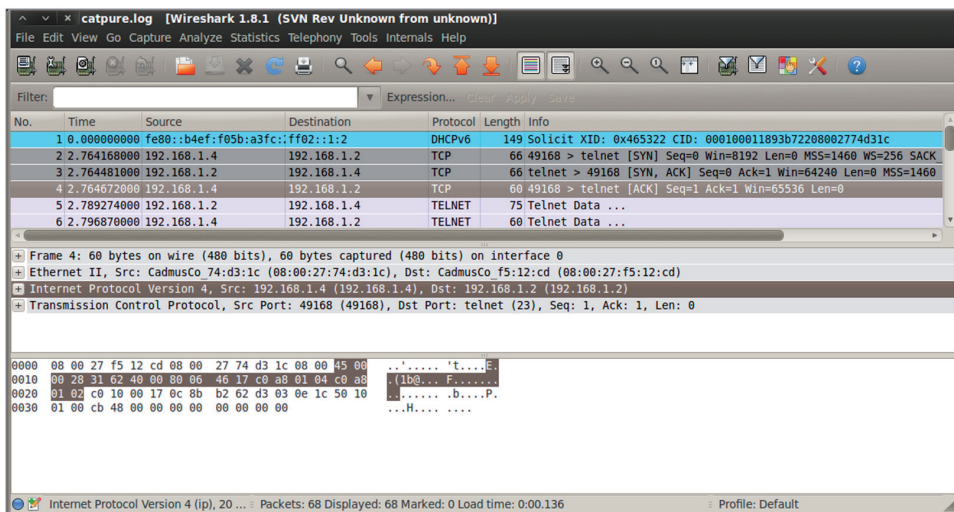 catpure.log [Wireshark 1.8.1 (SVN Rev Unknown from unknown)]
File Edit View Go Capture Analyze Statistics Telephony Tools Internals Help
Filter: Expression... Clear Apply Save
No. Time Source Destination Protocol Length Info
1 0.000000000 fe80::b4ef:f05b:a3fc: ff02::1:2 DHCPv6 149 Solicit XID: 0x465322 CID: 000100011893b72208002774d31c
2 2.764168000 192.168.1.4 192.168.1.2 TCP 66 49168 > telnet [SYN] Seq=0 Win=8192 Len=0 MSS=1460 WS=256 SACK_
3 2.764481000 192.168.1.2 192.168.1.4 TCP 66 telnet > 49168 [SYN, ACK] Seq=0 Ack=1 Win=64240 Len=0 MSS=1460
4 2.764672000 192.168.1.4 192.168.1.2 TCP 60 49168 > telnet [ACK] Seq=1 Ack=1 Win=65536 Len=0
5 2.789274000 192.168.1.2 192.168.1.4 TELNET 75 Telnet Data ...
6 2.796870000 192.168.1.4 192.168.1.2 TELNET 60 Telnet Data ...
Frame 4: 60 bytes on wire (480 bits), 60 bytes captured (480 bits) on interface 0
Ethernet II, Src: CadmusCo_74:d3:1c (08:00:27:74:d3:1c), Dst: CadmusCo_f5:12:cd (08:00:27:f5:12:cd)
Internet Protocol Version 4, Src: 192.168.1.4 (192.168.1.4), Dst: 192.168.1.2 (192.168.1.2)
Transmission Control Protocol, Src Port: 49168 (49168), Dst Port: telnet (23), Seq: 1, Ack: 1, Len: 0
0000 08 00 27 f5 12 cd 08 00 27 74 d3 1c 08 00 45 00 ..'..... 't....E.
0010 00 28 31 62 40 00 80 06 46 17 c0 a8 01 04 c0 a8 .(1b@... F.......
0020 01 02 c0 10 00 17 0c 8b b2 62 d3 03 0e 1c 50 10 ........ .b....P.
0030 01 00 cb 48 00 00 00 00 00 00 00 00 ...H.... ....
Internet Protocol Version 4 (ip), 20 ... Packets: 68 Displayed: 68 Marked: 0 Load time: 0:00.136 Profile: Default